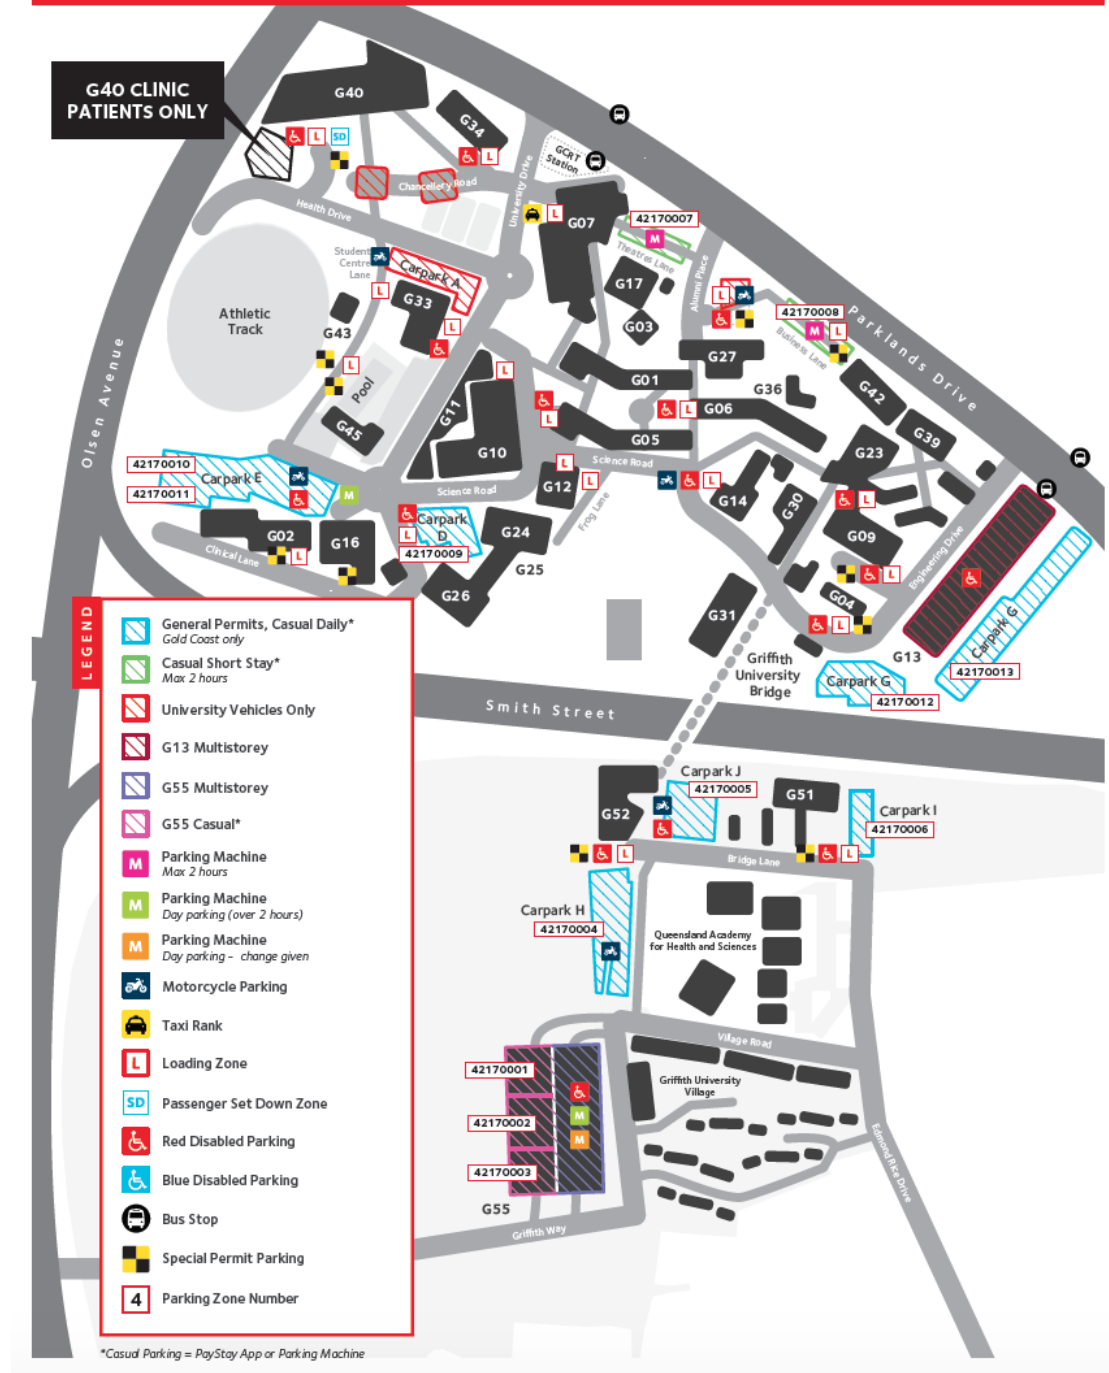 G40 CLINIC
PATIENTS ONLY
G40
G34
L
SD
L
GCRT
Station
Chancellery Road
University Drive
Health Drive
L
G07
42170007
M
Theatres Lane
Student
Centre
Lane
Carpark A
L
G33
L
G17
G03
Alumni Place
L
42170008
M
L
Business Lane
Parklands Drive
Athletic
Track
G43
L
Pool
G45
Olsen Avenue
G11
L
G10
G01
G27
G36
G42
L
G05
L
G06
G39
G23
42170010
42170011
Carpark E
M
Science Road
Science Road
L
G12
L
Frog Lane
L
G14
G30
L
G09
Engineering Drive
G02
L
Clinical Lane
G16
L
Carpark
D
42170009
G24
G25
G26
L
G04
L
G31
G13
Carpark G
42170013
Griffith
University
Bridge
Carpark G
42170012
Smith Street
LEGEND
General Permits, Casual Daily*
Gold Coast only
Casual Short Stay*
Max 2 hours
University Vehicles Only
G13 Multistorey
G55 Multistorey
G55 Casual*
M
Parking Machine
Max 2 hours
M
Parking Machine
Day parking (over 2 hours)
M
Parking Machine
Day parking - change given
Motorcycle Parking
Taxi Rank
L
Loading Zone
SD
Passenger Set Down Zone
Red Disabled Parking
Blue Disabled Parking
Bus Stop
Special Permit Parking
4
Parking Zone Number
*Casual Parking = PayStay App or Parking Machine
Carpark J
42170005
G52
G51
Carpark I
42170006
L
Bridge Lane
L
Carpark H
42170004
Queensland Academy
for Health and Sciences
Village Road
42170001
42170002
42170003
M
M
G55
Griffith University
Village
Griffith Way
Edmond Rice Drive